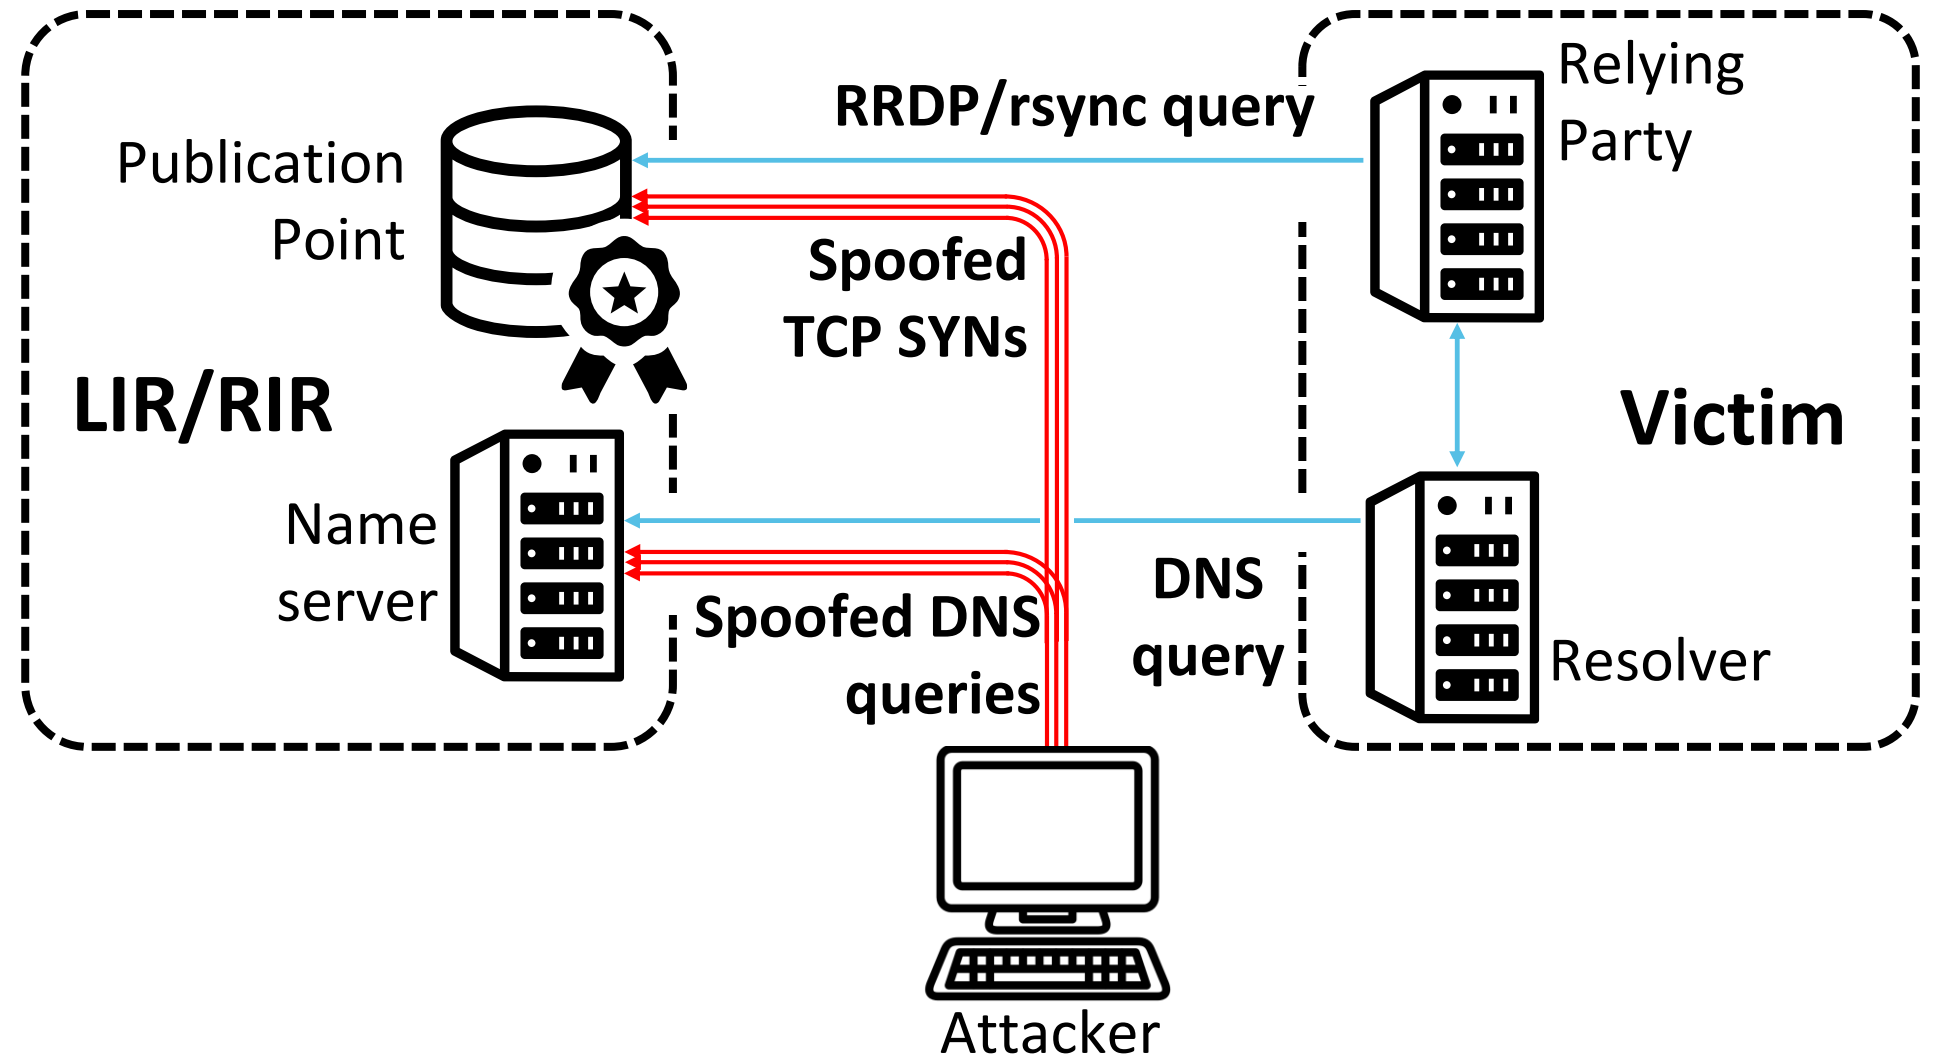 Relying
Party
RRDP/rsync query
Publication
Point
Spoofed
TCP SYNs
LIR/RIR
Victim
Name
server
DNS
query
Spoofed DNS
queries
Resolver
Attacker